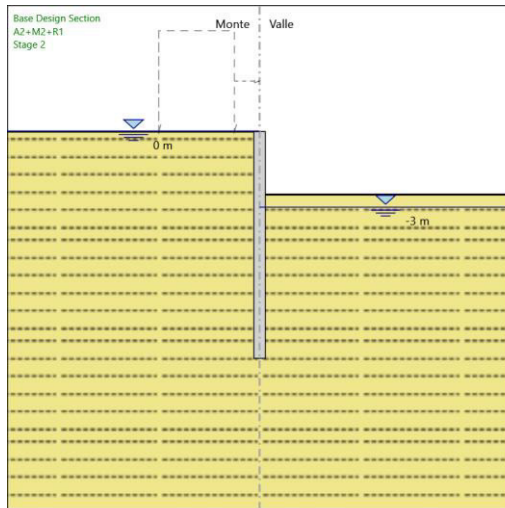 Base Design Section
A2+M2+R1
Stage 2
Monte
Valle
0 m
-3 m